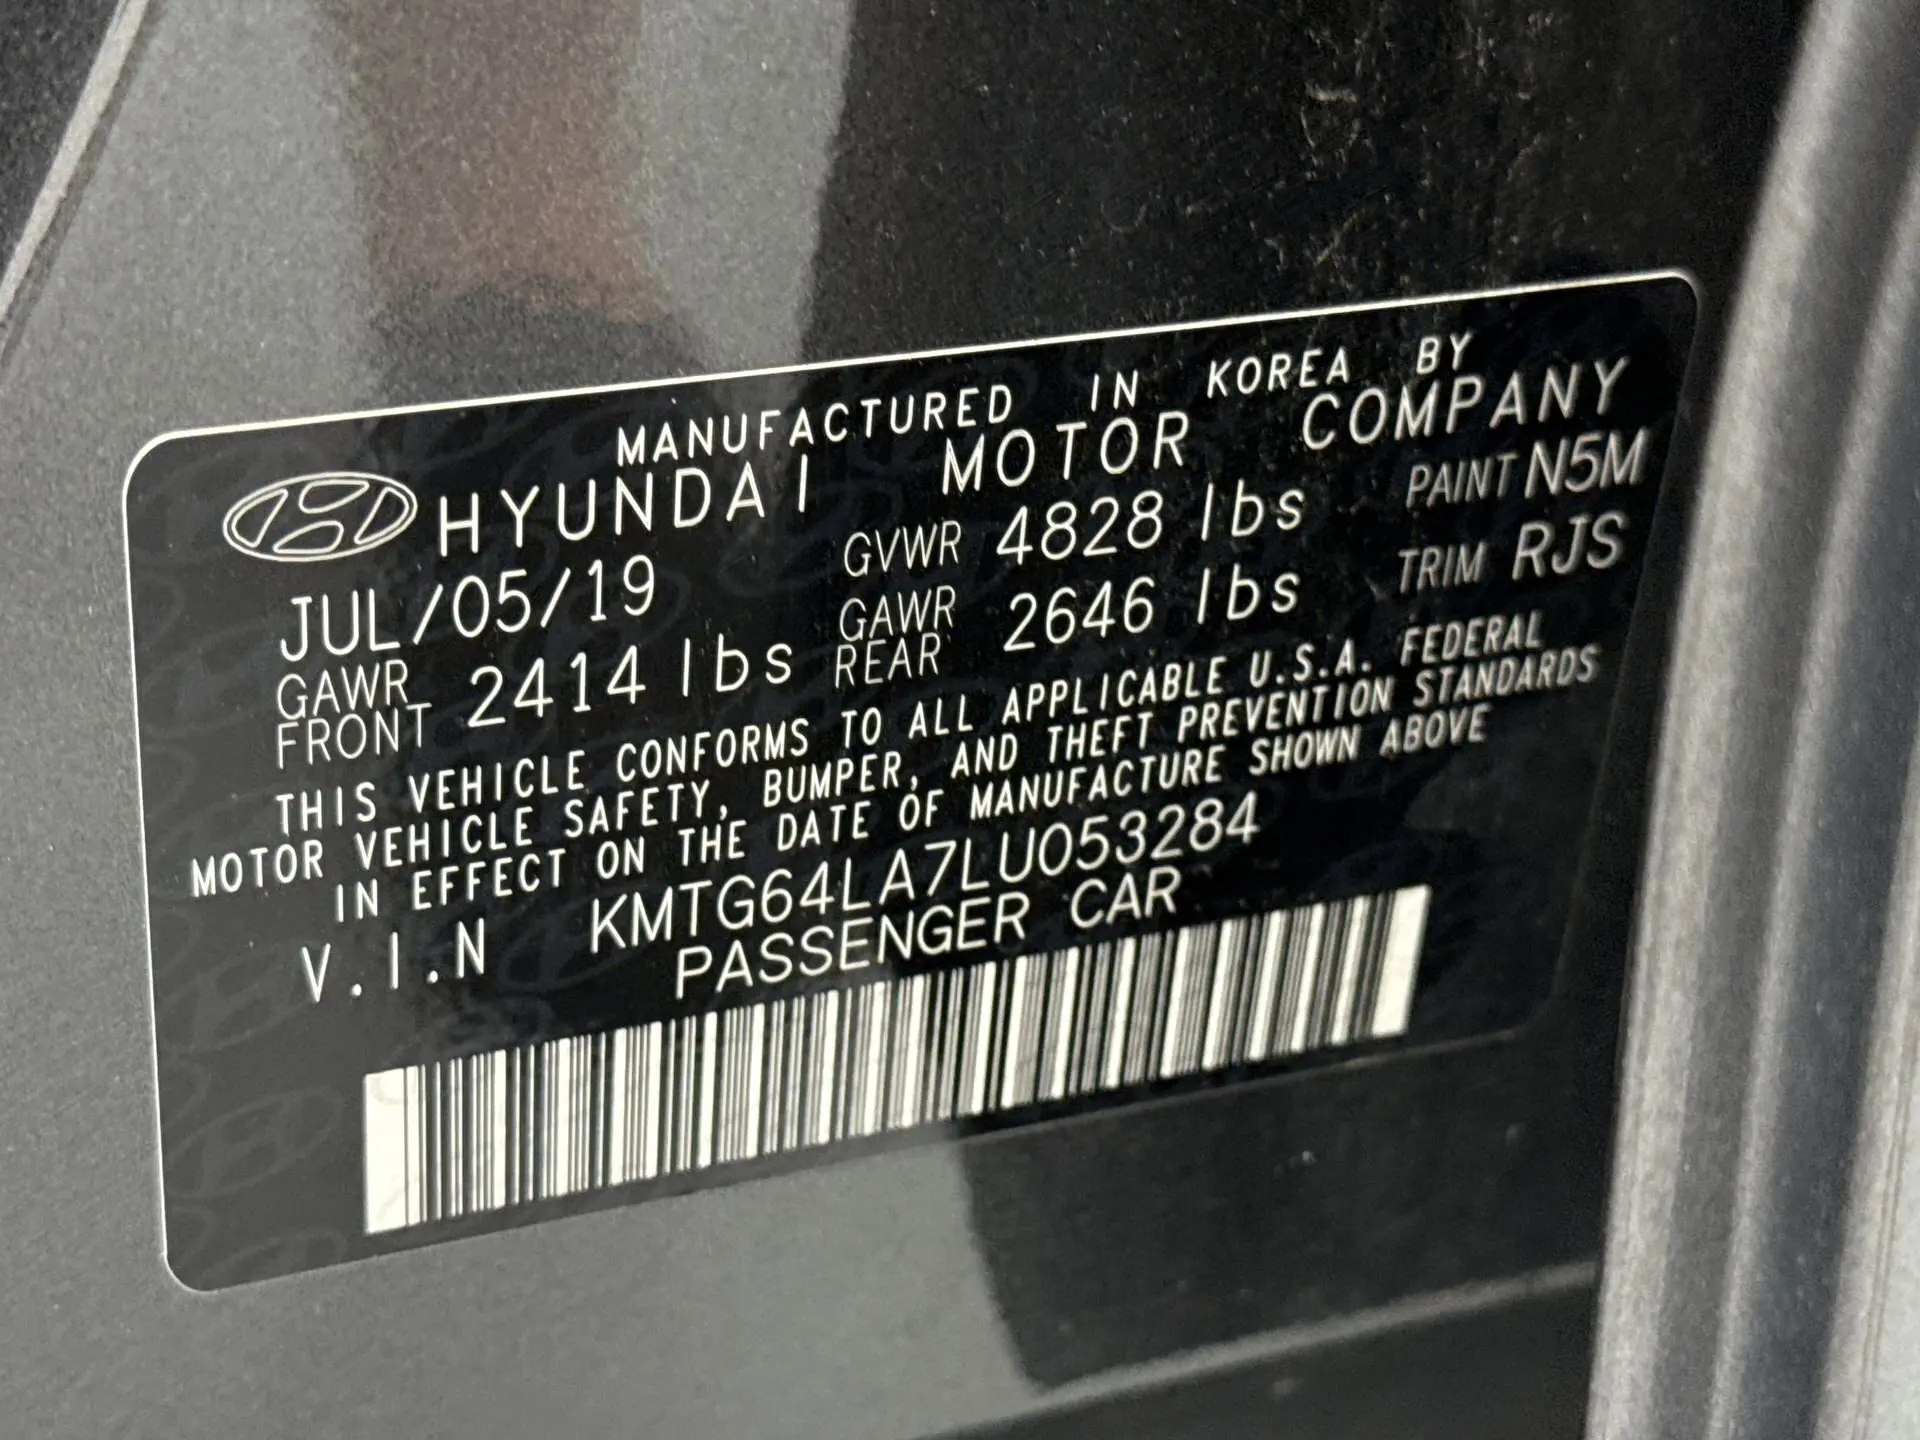 MANUFACTURED IN KOREA BY
HYUNDAI MOTOR COMPANY
JUL/05/19 GVWR 4828 lbs PAINT N5M
GAWR FRONT 2414 lbs GAWR REAR 2646 lbs TRIM RJS
THIS VEHICLE CONFORMS TO ALL APPLICABLE U.S.A. FEDERAL
MOTOR VEHICLE SAFETY, BUMPER, AND THEFT PREVENTION STANDARDS
IN EFFECT ON THE DATE OF MANUFACTURE SHOWN ABOVE
V.I.N KMTG64LA7LU053284
PASSENGER CAR